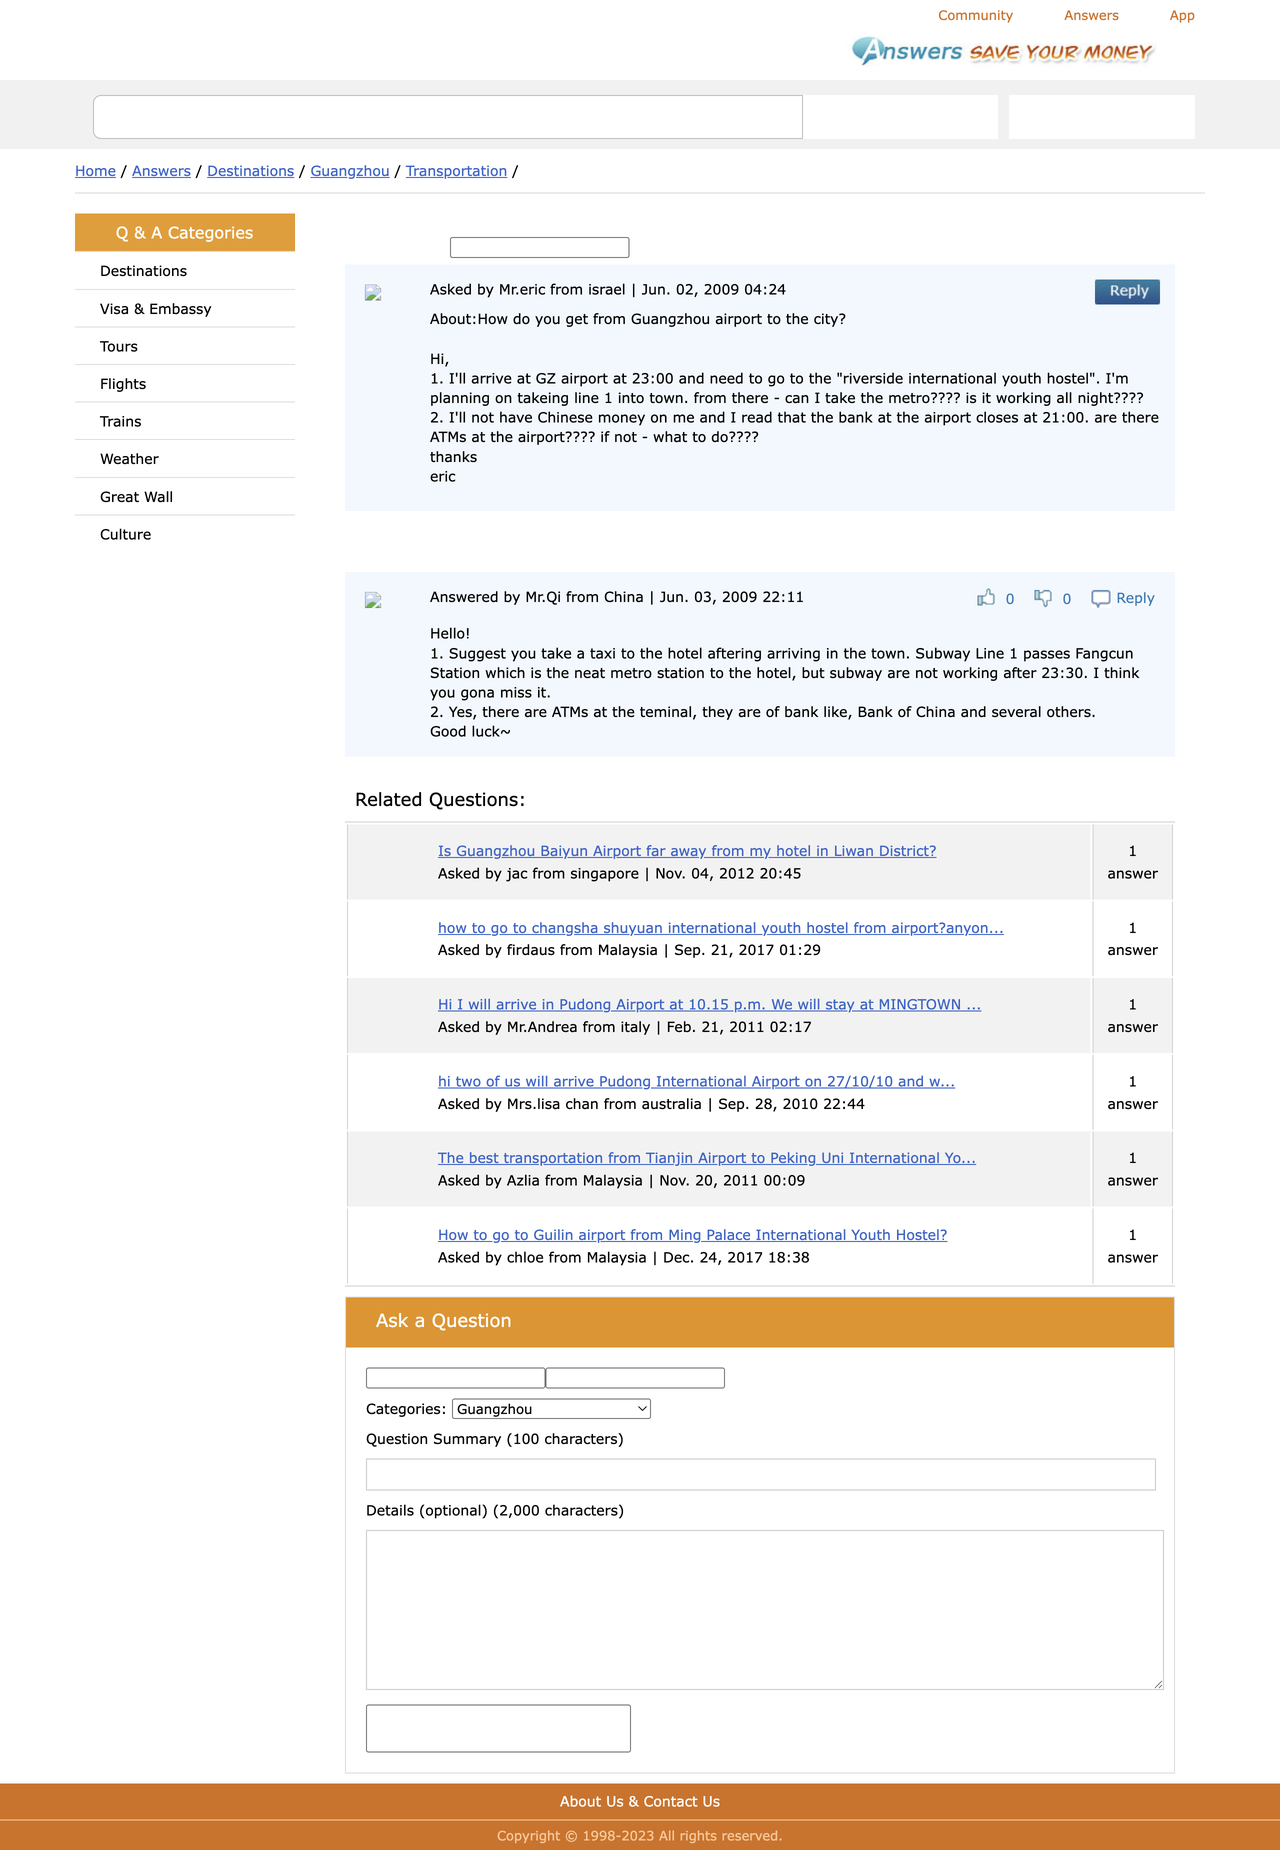 Community Answers App
Answers SAVE YOUR MONEY
Home / Answers / Destinations / Guangzhou / Transportation /
Q & A Categories
Destinations
Visa & Embassy
Tours
Flights
Trains
Weather
Great Wall
Culture
Asked by Mr.eric from israel | Jun. 02, 2009 04:24
Reply
About:How do you get from Guangzhou airport to the city?
Hi,
1. I'll arrive at GZ airport at 23:00 and need to go to the "riverside international youth hostel". I'm
planning on takeing line 1 into town. from there - can I take the metro???? is it working all night????
2. I'll not have Chinese money on me and I read that the bank at the airport closes at 21:00. are there
ATMs at the airport???? if not - what to do????
thanks
eric
Answered by Mr.Qi from China | Jun. 03, 2009 22:11
0 0 Reply
Hello!
1. Suggest you take a taxi to the hotel aftering arriving in the town. Subway Line 1 passes Fangcun
Station which is the neat metro station to the hotel, but subway are not working after 23:30. I think
you gona miss it.
2. Yes, there are ATMs at the teminal, they are of bank like, Bank of China and several others.
Good luck~
Related Questions:
Is Guangzhou Baiyun Airport far away from my hotel in Liwan District?
Asked by jac from singapore | Nov. 04, 2012 20:45
1
answer
how to go to changsha shuyuan international youth hostel from airport?anyon...
Asked by firdaus from Malaysia | Sep. 21, 2017 01:29
1
answer
Hi I will arrive in Pudong Airport at 10.15 p.m. We will stay at MINGTOWN ...
Asked by Mr.Andrea from italy | Feb. 21, 2011 02:17
1
answer
hi two of us will arrive Pudong International Airport on 27/10/10 and w...
Asked by Mrs.lisa chan from australia | Sep. 28, 2010 22:44
1
answer
The best transportation from Tianjin Airport to Peking Uni International Yo...
Asked by Azlia from Malaysia | Nov. 20, 2011 00:09
1
answer
How to go to Guilin airport from Ming Palace International Youth Hostel?
Asked by chloe from Malaysia | Dec. 24, 2017 18:38
1
answer
Ask a Question
Categories: Guangzhou
Question Summary (100 characters)
Details (optional) (2,000 characters)
About Us & Contact Us
Copyright © 1998-2023 All rights reserved.